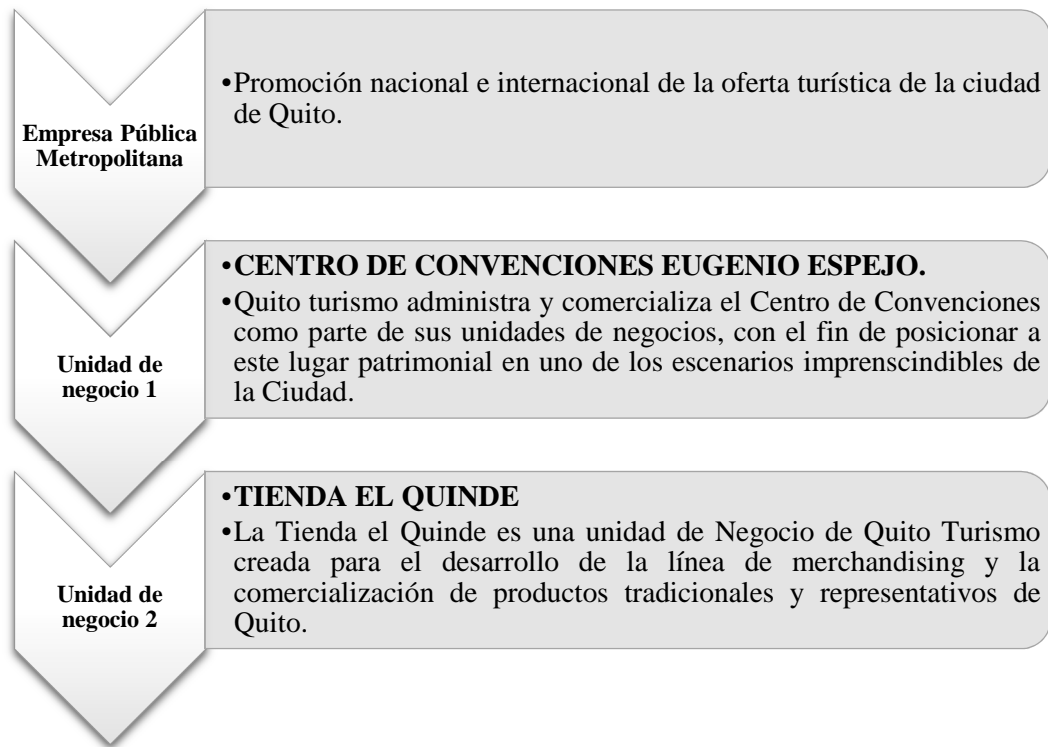 Empresa Pública
Metropolitana
•Promoción nacional e internacional de la oferta turística de la ciudad
de Quito.
Unidad de
negocio 1
•CENTRO DE CONVENCIONES EUGENIO ESPEJO.
•Quito turismo administra y comercializa el Centro de Convenciones
como parte de sus unidades de negocios, con el fin de posicionar a
este lugar patrimonial en uno de los escenarios imprenscindibles de
la Ciudad.
Unidad de
negocio 2
•TIENDA EL QUINDE
•La Tienda el Quinde es una unidad de Negocio de Quito Turismo
creada para el desarrollo de la línea de merchandising y la
comercialización de productos tradicionales y representativos de
Quito.